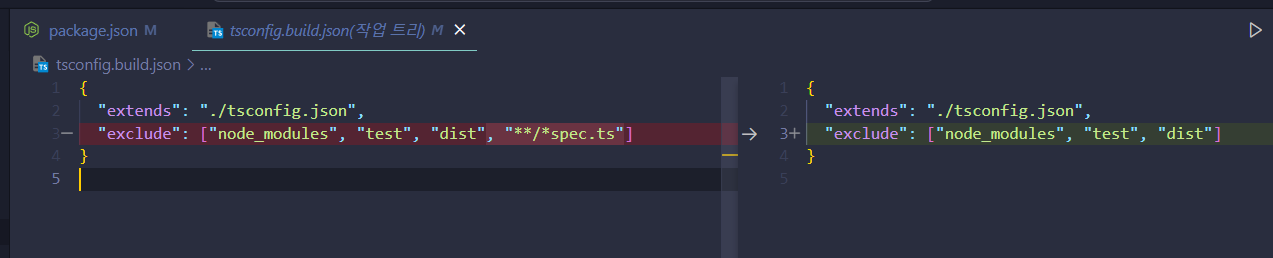 package.json M
tsconfig.build.json(작업 트리) M
tsconfig.build.json > ...
1 {
2 "extends": "./tsconfig.json",
3 "exclude": ["node_modules", "test", "dist", "**/*spec.ts"]
4 }
5
1 {
2 "extends": "./tsconfig.json",
3+ "exclude": ["node_modules", "test", "dist"]
4 }
5